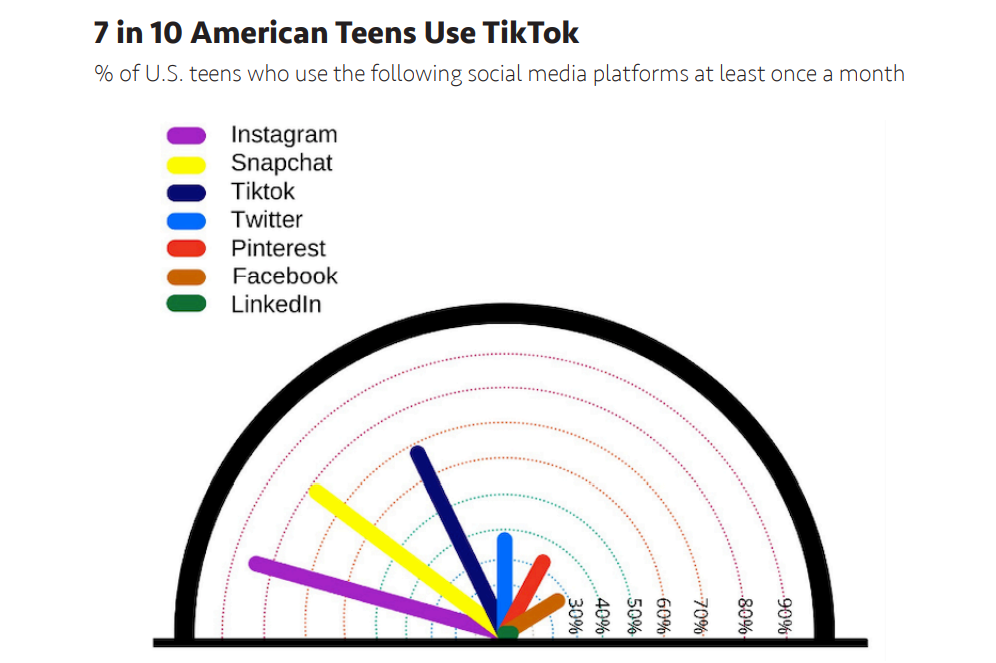 7 in 10 American Teens Use TikTok
% of U.S. teens who use the following social media platforms at least once a month
Instagram
Snapchat
Tiktok
Twitter
Pinterest
Facebook
LinkedIn
30%
40%
50%
60%
70%
80%
90%